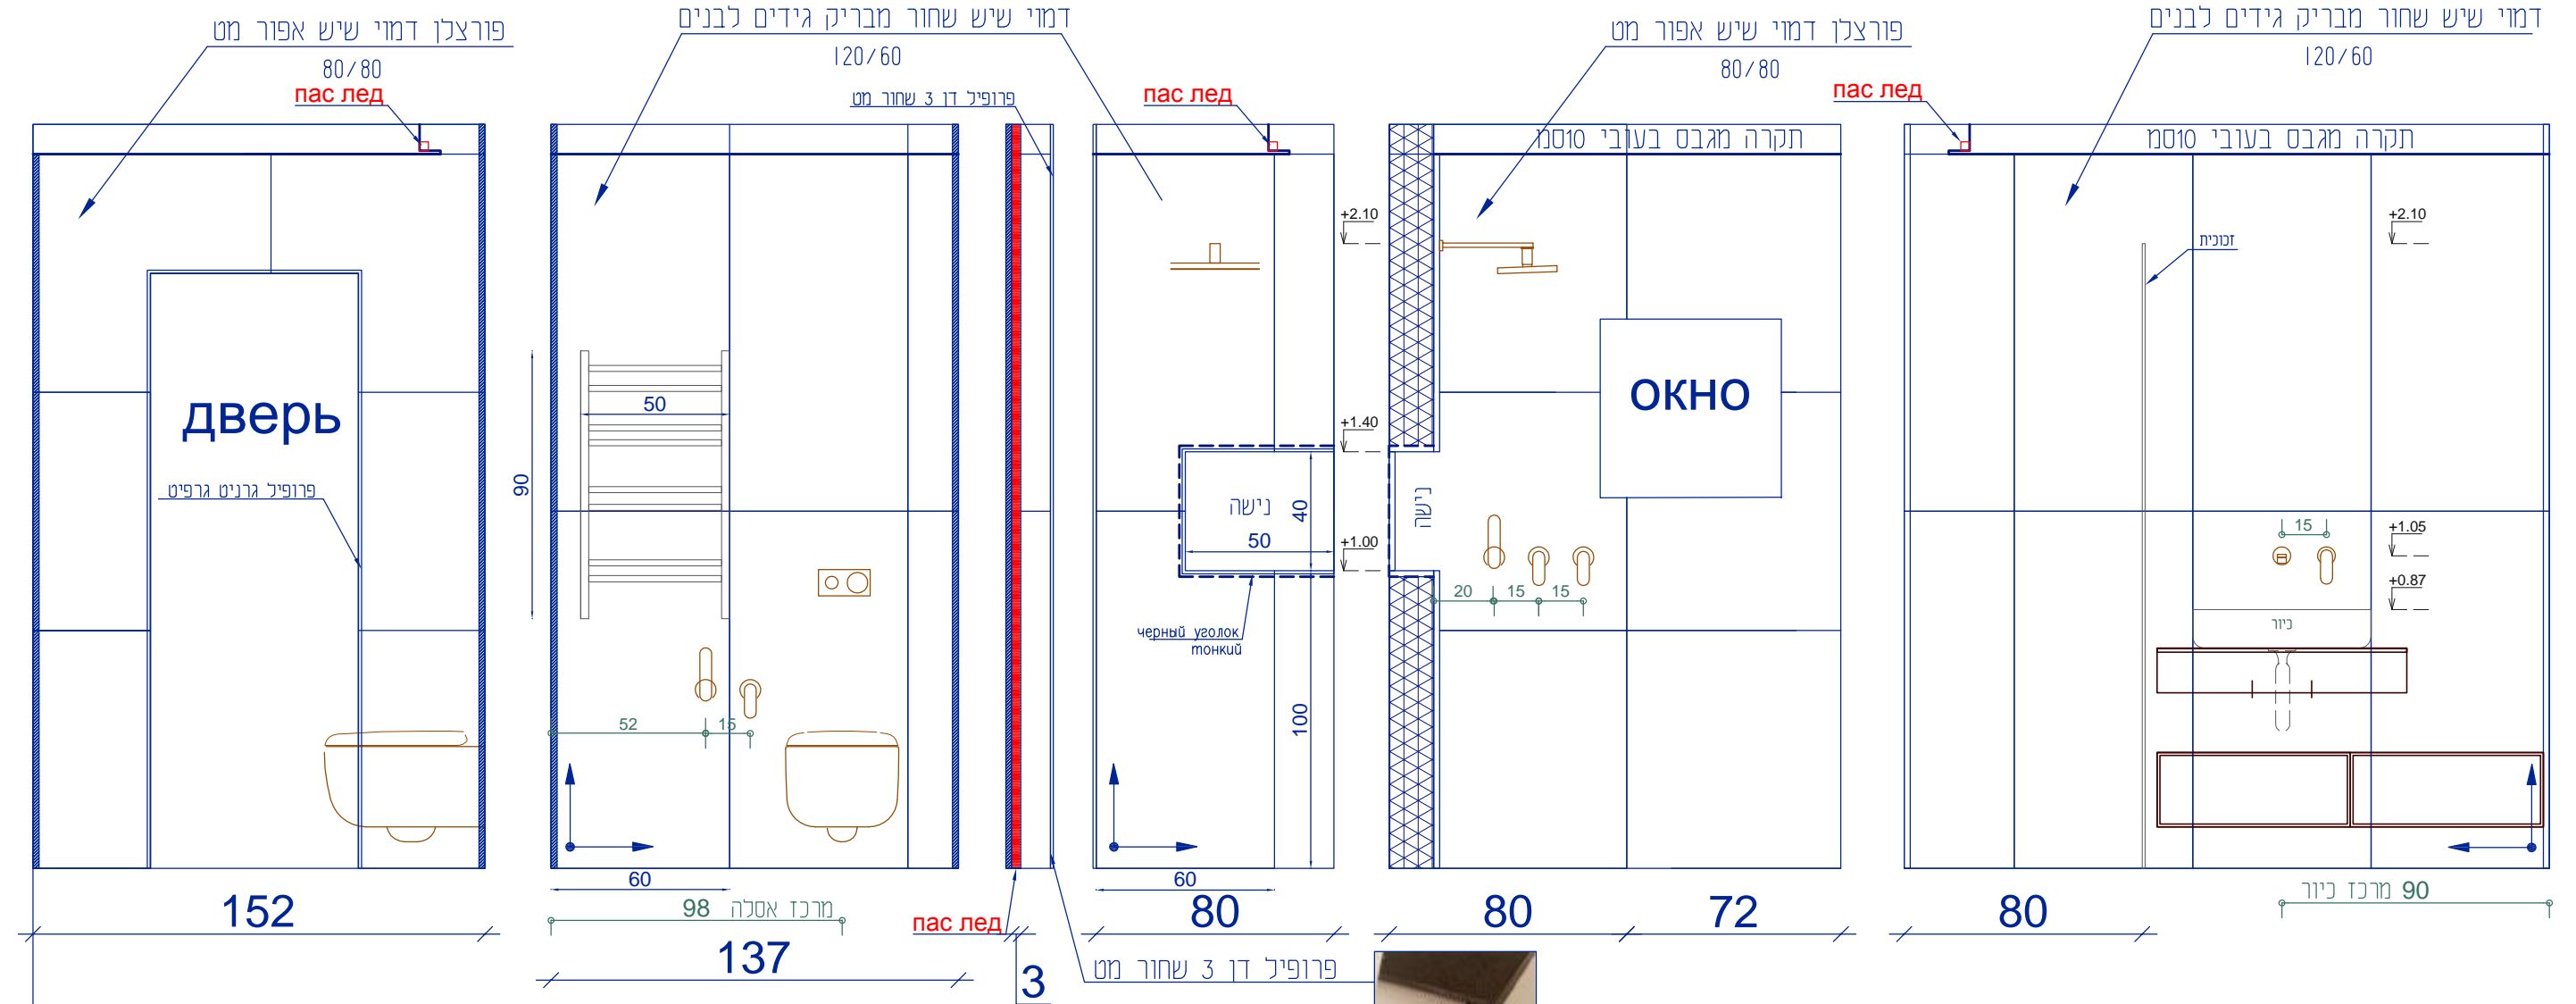 פורצלן דמוי שיש אפור מט
80/80
пас лед
דמוי שיש שחור מבריק גידים לבנים
120/60
פרופיל דן 3 שחור מט
пас лед
פורצלן דמוי שיש אפור מט
80/80
пас лед
דמוי שיש שחור מבריק גידים לבנים
120/60
תקרה מגבס בעובי 10סמ
תקרה מגבס בעובי 10סמ
+2.10
+2.10
זכוכית
дверь
50
90
окно
+1.40
פרופיל גרניט גרפיט
נישה
40
50
נישה
+1.00
15
+1.05
+0.87
20
15
15
כיור
черный уголок
тонкий
52
15
100
60
60
152
98 מרכז אסלה
137
пас лед
3
80
80
72
80
90 מרכז כיור
פרופיל דן 3 שחור מט